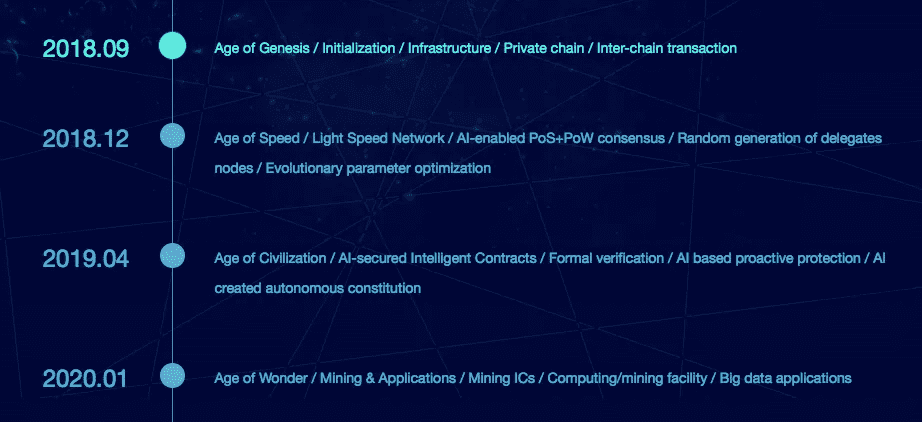 2018.09 Age of Genesis / Initialization / Infrastructure / Private chain / Inter-chain transaction
2018.12 Age of Speed / Light Speed Network / AI-enabled PoS+PoW consensus / Random generation of delegates
nodes / Evolutionary parameter optimization
2019.04 Age of Civilization / AI-secured Intelligent Contracts / Formal verification / AI based proactive protection / AI
created autonomous constitution
2020.01 Age of Wonder / Mining & Applications / Mining ICs / Computing/mining facility / BIg data applications